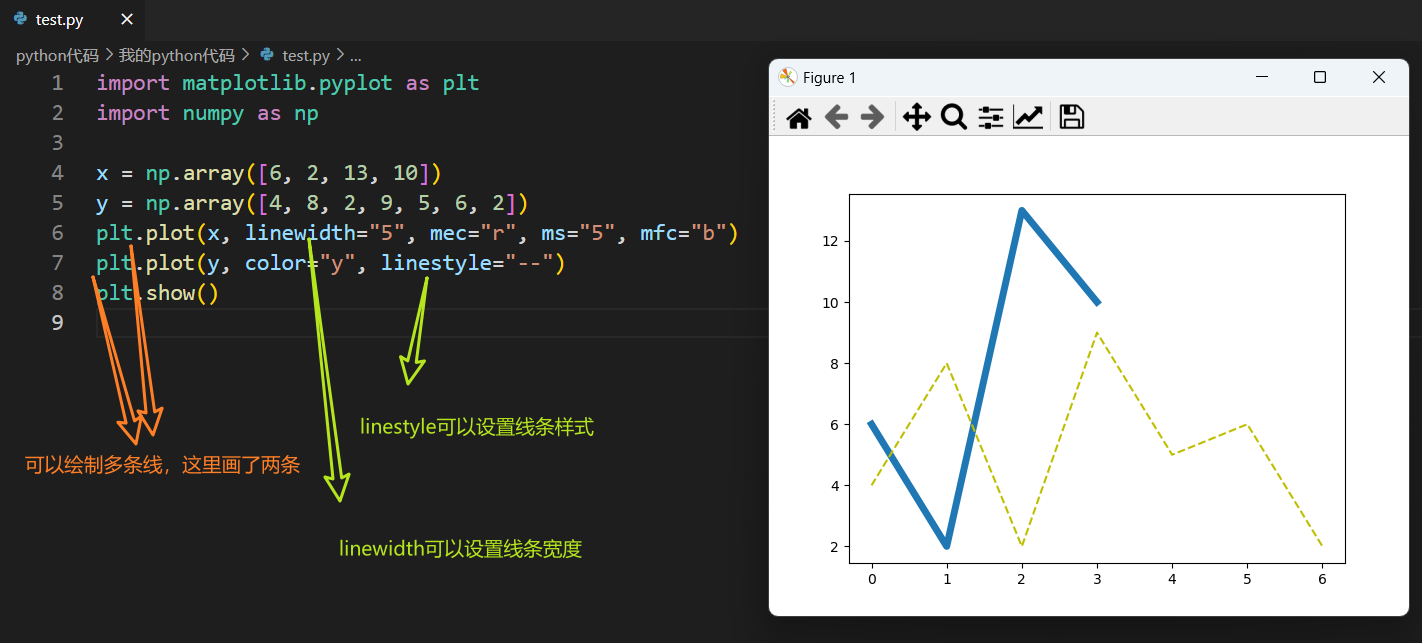 test.py
python代码 > 我的python代码 > test.py > ...
1 import matplotlib.pyplot as plt
2 import numpy as np
3
4 x = np.array([6, 2, 13, 10])
5 y = np.array([4, 8, 2, 9, 5, 6, 2])
6 plt.plot(x, linewidth="5", mec="r", ms="5", mfc="b")
7 plt.plot(y, color="y", linestyle="--")
8 plt.show()
9
linestyle可以设置线条样式
可以绘制多条线，这里画了两条
linewidth可以设置线条宽度
Figure 1
12
10
8
6
4
2
0 1 2 3 4 5 6